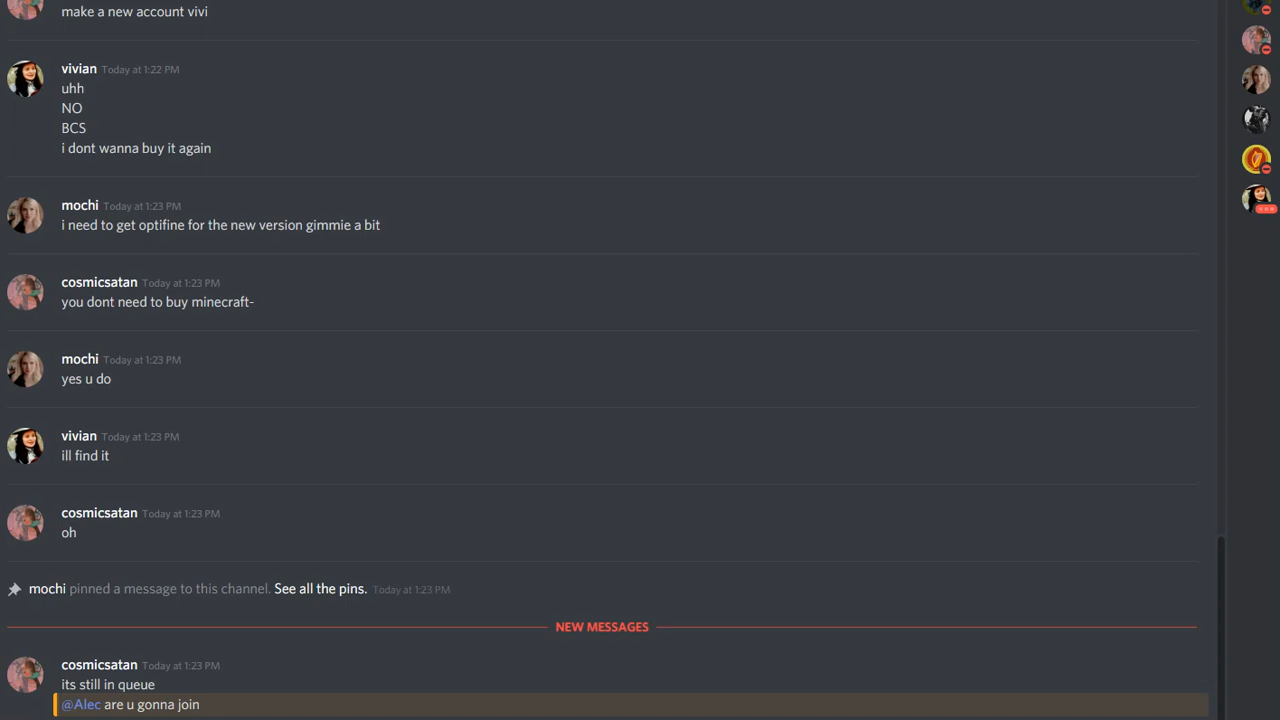 make a new account vivi
vivian Today at 1:22 PM
uhh
NO
BCS
i dont wanna buy it again
mochi Today at 1:23 PM
i need to get optifine for the new version gimmie a bit
cosmicsatan Today at 1:23 PM
you dont need to buy minecraft-
mochi Today at 1:23 PM
yes u do
vivian Today at 1:23 PM
ill find it
cosmicsatan Today at 1:23 PM
oh
mochi pinned a message to this channel. See all the pins. Today at 1:23 PM
NEW MESSAGES
cosmicsatan Today at 1:23 PM
its still in queue
@Alec are u gonna join